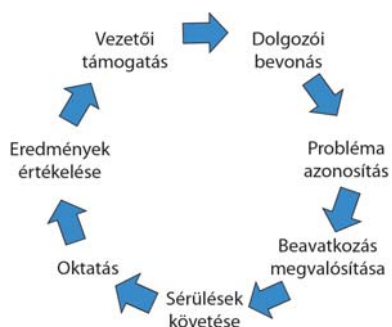 Vezetői
támogatás
Dolgozói
bevonás
Probléma
azonosítás
Beavatkozás
megvalósítása
Sérülések
követése
Oktatás
Eredmények
értékelése